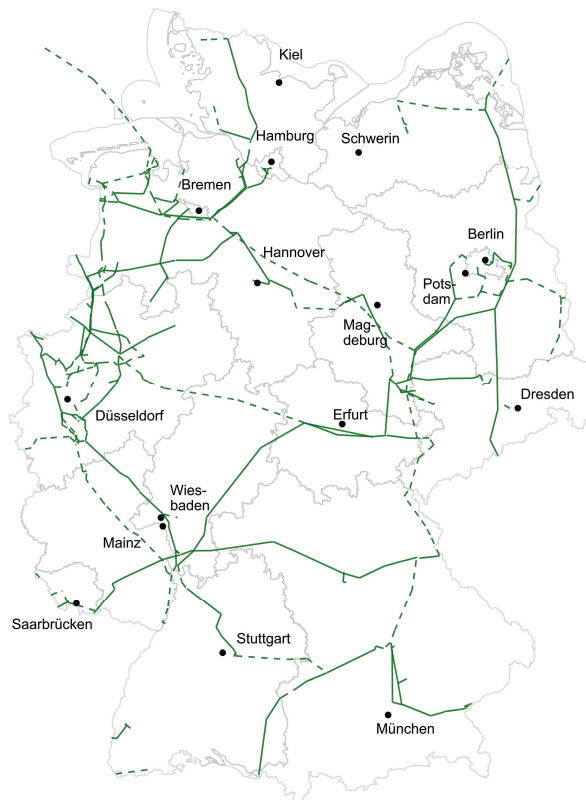 Kiel
Hamburg
Schwerin
Bremen
Berlin
Hannover
Pots-
dam
Mag-
deburg
Dresden
Düsseldorf
Erfurt
Wies-
baden
Mainz
Saarbrücken
Stuttgart
München